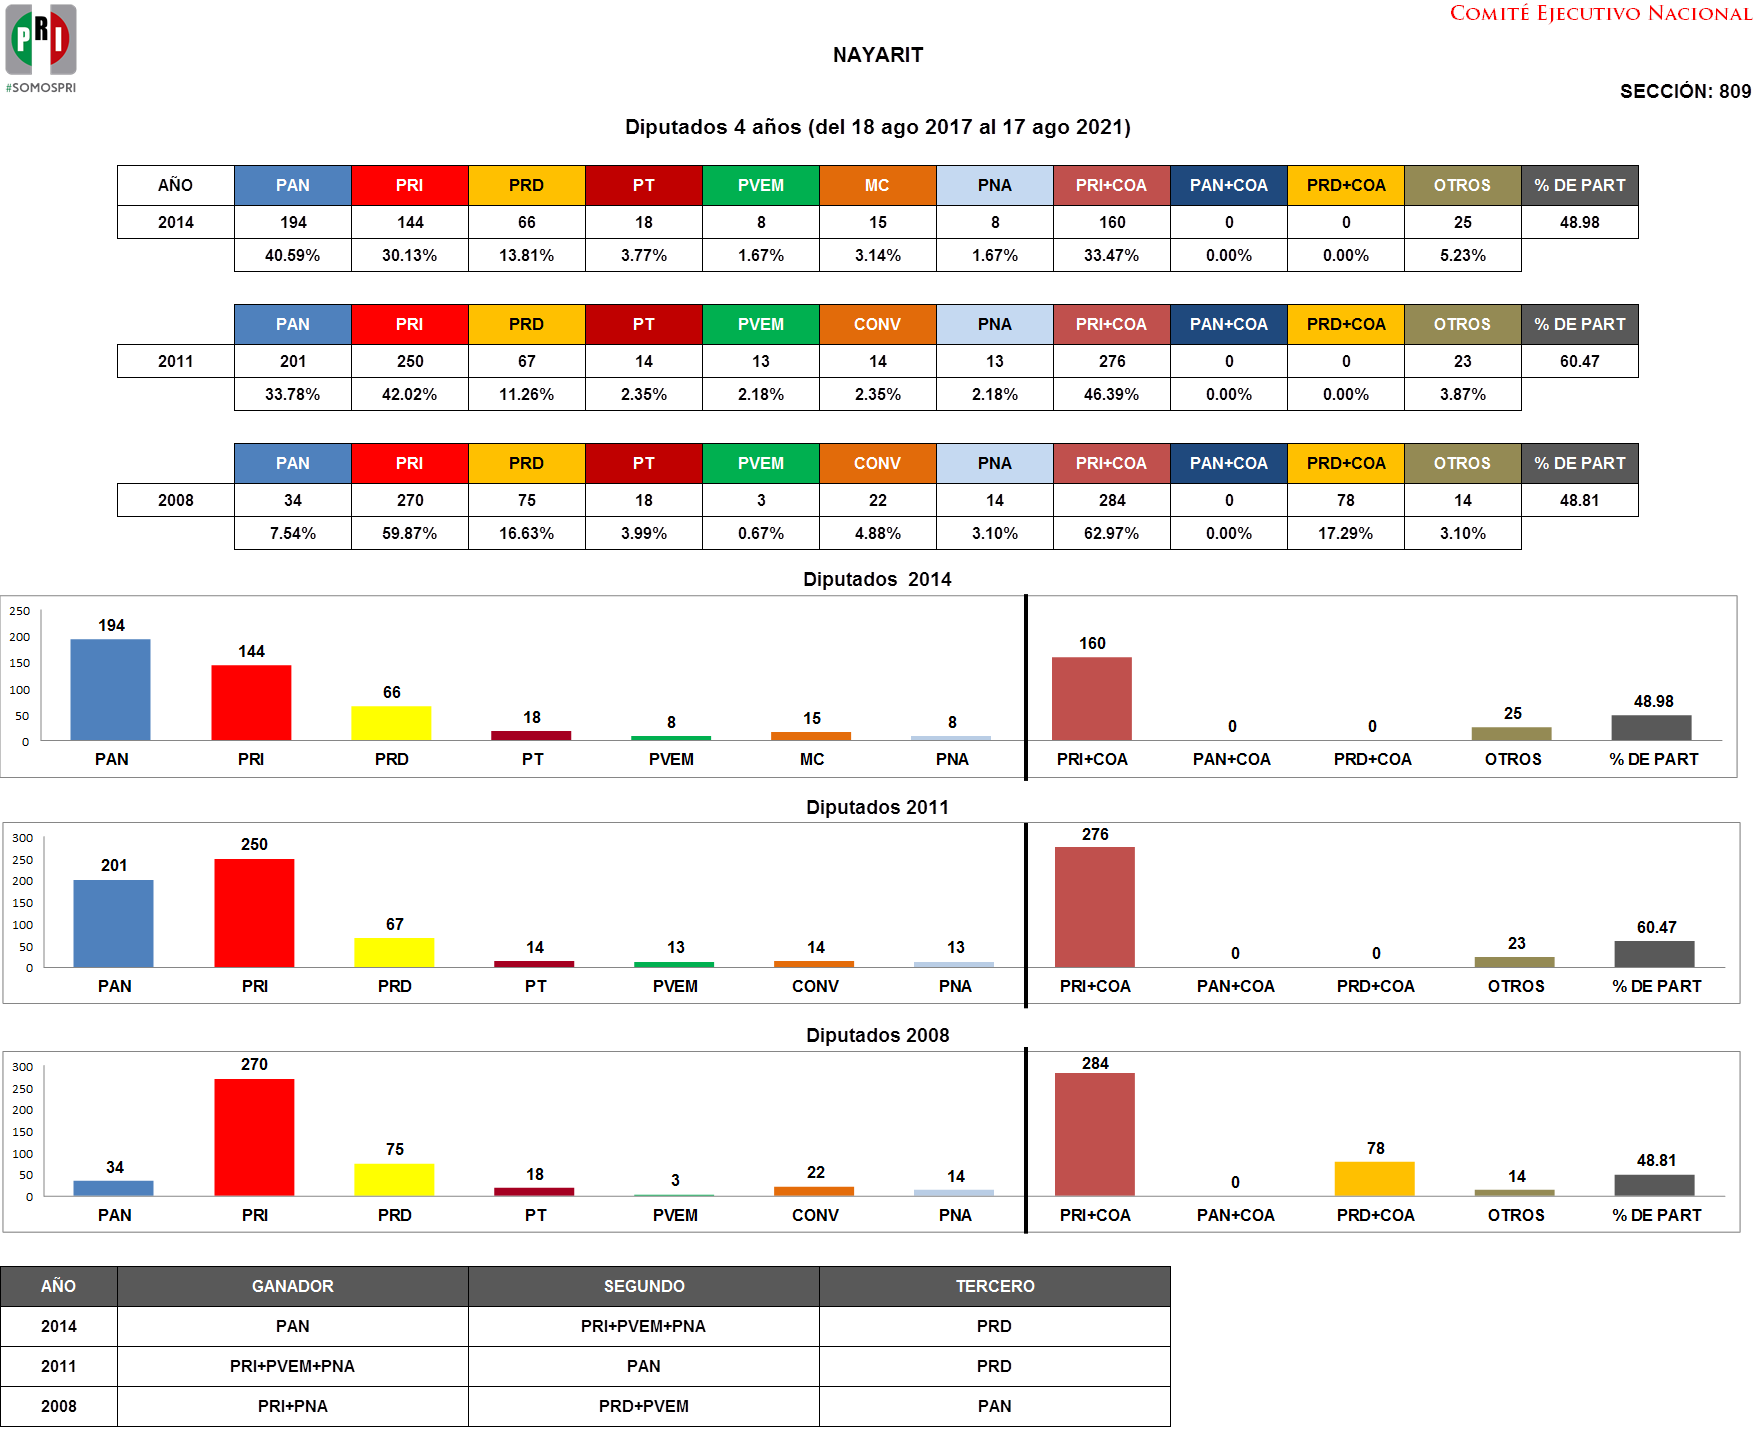 COMITÉ EJECUTIVO NACIONAL
PRI
#SOMOSPRI
NAYARIT
SECCIÓN: 809
Diputados 4 años (del 18 ago 2017 al 17 ago 2021)
AÑO PAN PRI PRD PT PVEM MC PNA PRI+COA PAN+COA PRD+COA OTROS % DE PART
2014 194 144 66 18 8 15 8 160 0 0 25 48.98
40.59% 30.13% 13.81% 3.77% 1.67% 3.14% 1.67% 33.47% 0.00% 0.00% 5.23%
PAN PRI PRD PT PVEM CONV PNA PRI+COA PAN+COA PRD+COA OTROS % DE PART
2011 201 250 67 14 13 14 13 276 0 0 23 60.47
33.78% 42.02% 11.26% 2.35% 2.18% 2.35% 2.18% 46.39% 0.00% 0.00% 3.87%
PAN PRI PRD PT PVEM CONV PNA PRI+COA PAN+COA PRD+COA OTROS % DE PART
2008 34 270 75 18 3 22 14 284 0 78 14 48.81
7.54% 59.87% 16.63% 3.99% 0.67% 4.88% 3.10% 62.97% 0.00% 17.29% 3.10%
Diputados 2014
250
200
150
100
50
0
194 144 66 18 8 15 8 160 0 0 25 48.98
PAN PRI PRD PT PVEM MC PNA PRI+COA PAN+COA PRD+COA OTROS % DE PART
Diputados 2011
300
250
200
150
100
50
0
201 250 67 14 13 14 13 276 0 0 23 60.47
PAN PRI PRD PT PVEM CONV PNA PRI+COA PAN+COA PRD+COA OTROS % DE PART
Diputados 2008
300
250
200
150
100
50
0
34 270 75 18 3 22 14 284 0 78 14 48.81
PAN PRI PRD PT PVEM CONV PNA PRI+COA PAN+COA PRD+COA OTROS % DE PART
AÑO GANADOR SEGUNDO TERCERO
2014 PAN PRI+PVEM+PNA PRD
2011 PRI+PVEM+PNA PAN PRD
2008 PRI+PNA PRD+PVEM PAN